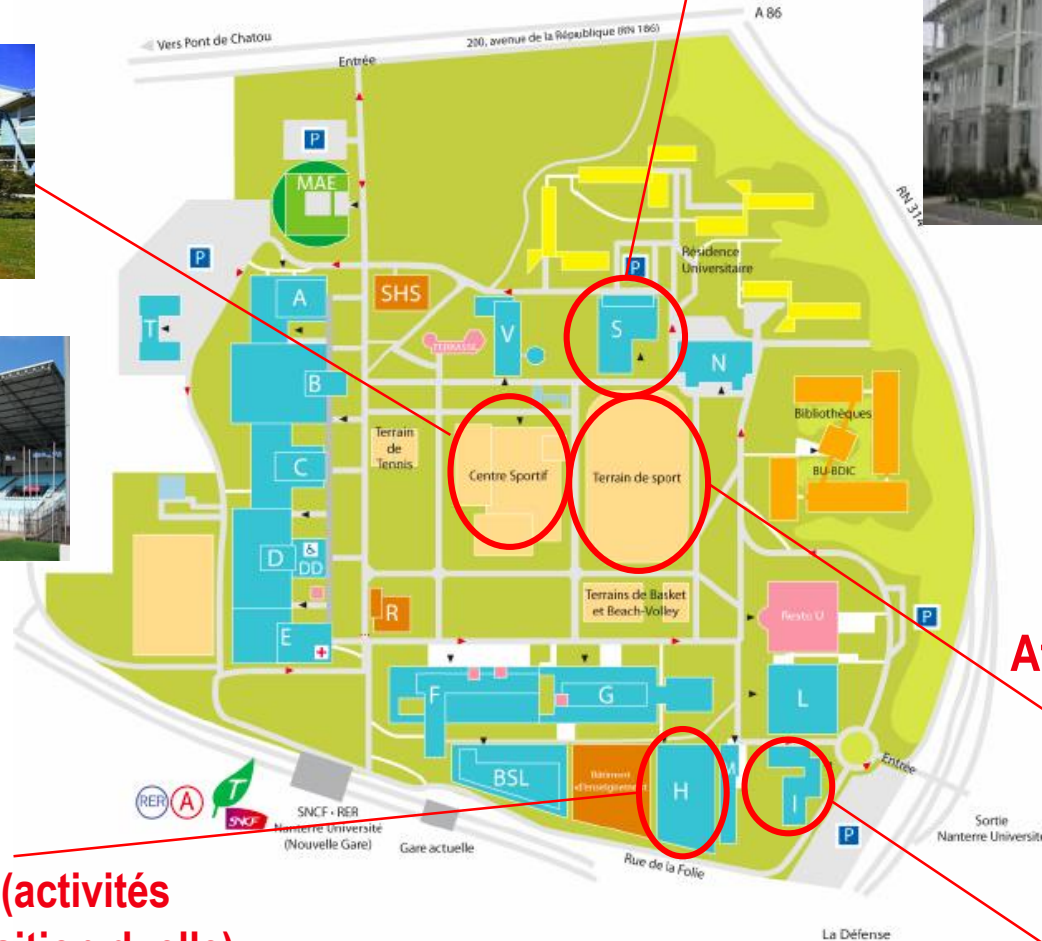 A 86
Vers Pont de Chatou
200, avenue de la République (RN 186)
Entrée
P
MAE
RN 314
P
Résidence
Universitaire
P
A
SHS
T
V
S
TERRASSE
N
B
Bibliothèques
Terrain
de
Tennis
C
Centre Sportif
Terrain de sport
BU-BDIC
D
DD
Terrains de Basket
et Beach-Volley
R
Resto U
P
E
F
G
L
BSL
Bâtiment
d'enseignement
H
M
I
Entrée
RER
A
T
SNCF
SNCF - RER
Nanterre Université
(Nouvelle Gare)
Gare actuelle
Rue de la Folie
P
Sortie
Nanterre Université
(activités
La Défense